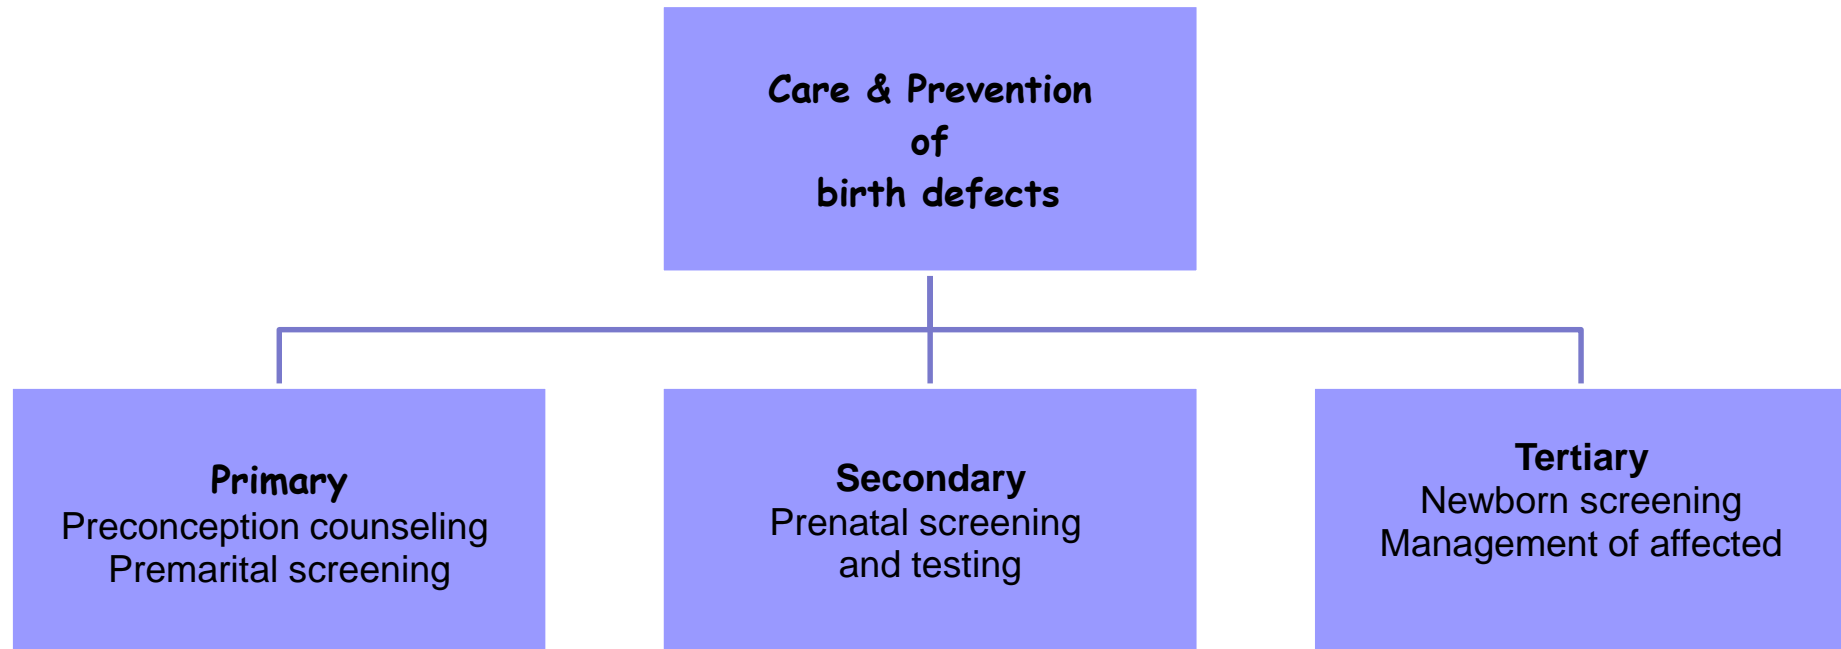 Care & Prevention
of
birth defects
Primary
Preconception counseling
Premarital screening
Secondary
Prenatal screening
and testing
Tertiary
Newborn screening
Management of affected